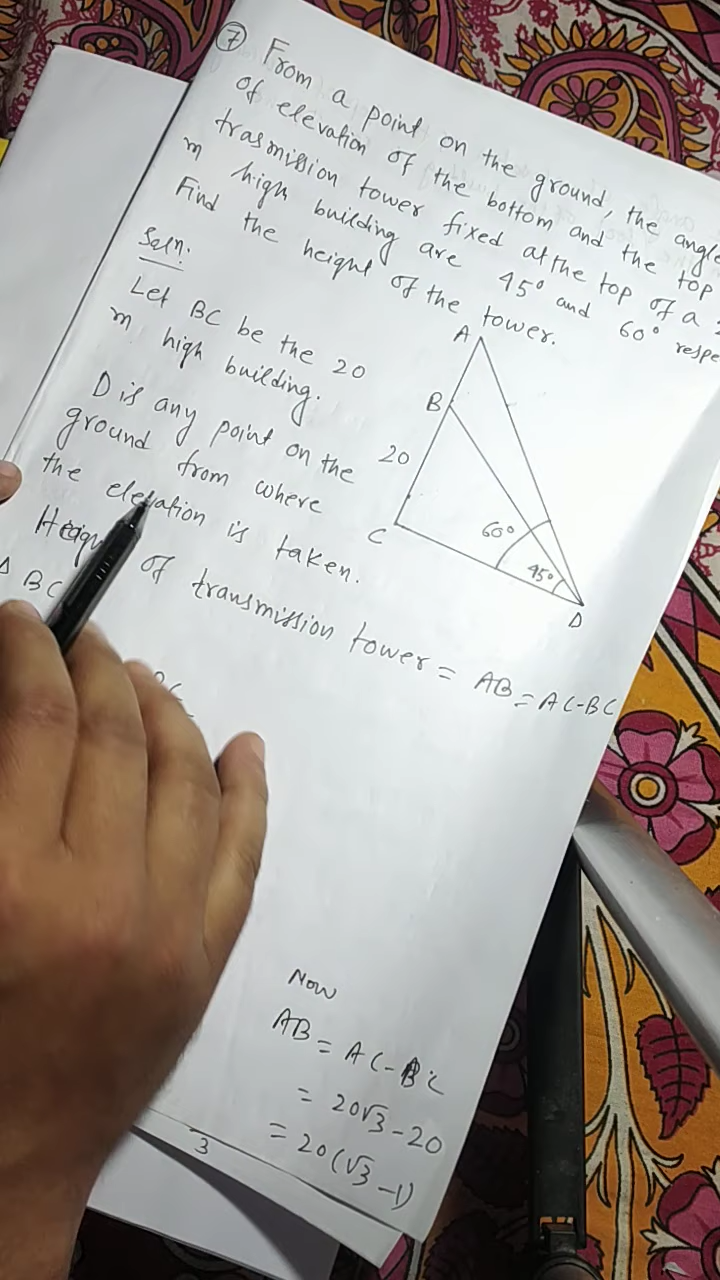 7 From a point on the ground, the angle
of elevation of the bottom and the top
trasmission tower fixed at the top of a
m high building are 45° and 60° respe
Find the height of the tower.
Soln.
Let BC be the 20
m high building.
D is any point on the
ground from where
the elevation is taken.
of transmission tower = AB = AC-BC
BC
A
B
20
C
60°
45°
D
Now
AB = AC-BC
= 20√3-20
= 20(√3-1)
3